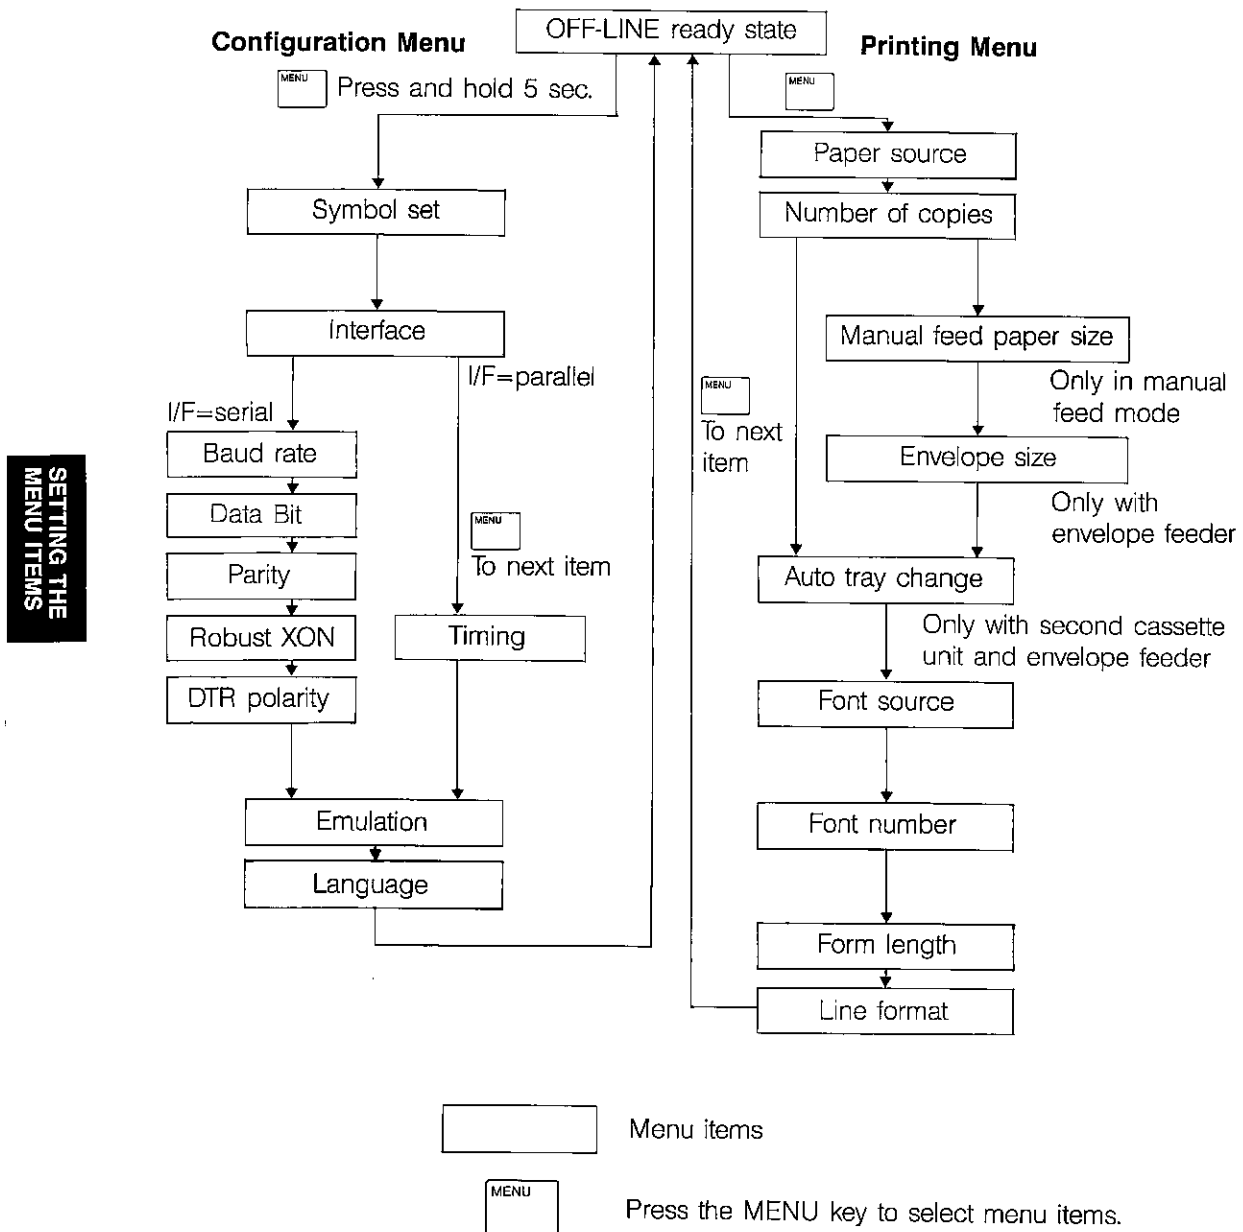 OFF-LINE ready state
Configuration Menu
Printing Menu
MENU
Press and hold 5 sec.
MENU
Paper source
Symbol set
Number of copies
Interface
Manual feed paper size
I/F=parallel
Only in manual
feed mode
MENU
To next
item
I/F=serial
Baud rate
Envelope size
Data Bit
Only with
envelope feeder
MENU
To next item
Parity
Auto tray change
SETTING THE
MENU ITEMS
Robust XON
Timing
Only with second cassette
unit and envelope feeder
DTR polarity
Font source
Emulation
Font number
Language
Form length
Line format
Menu items
MENU
Press the MENU key to select menu items.